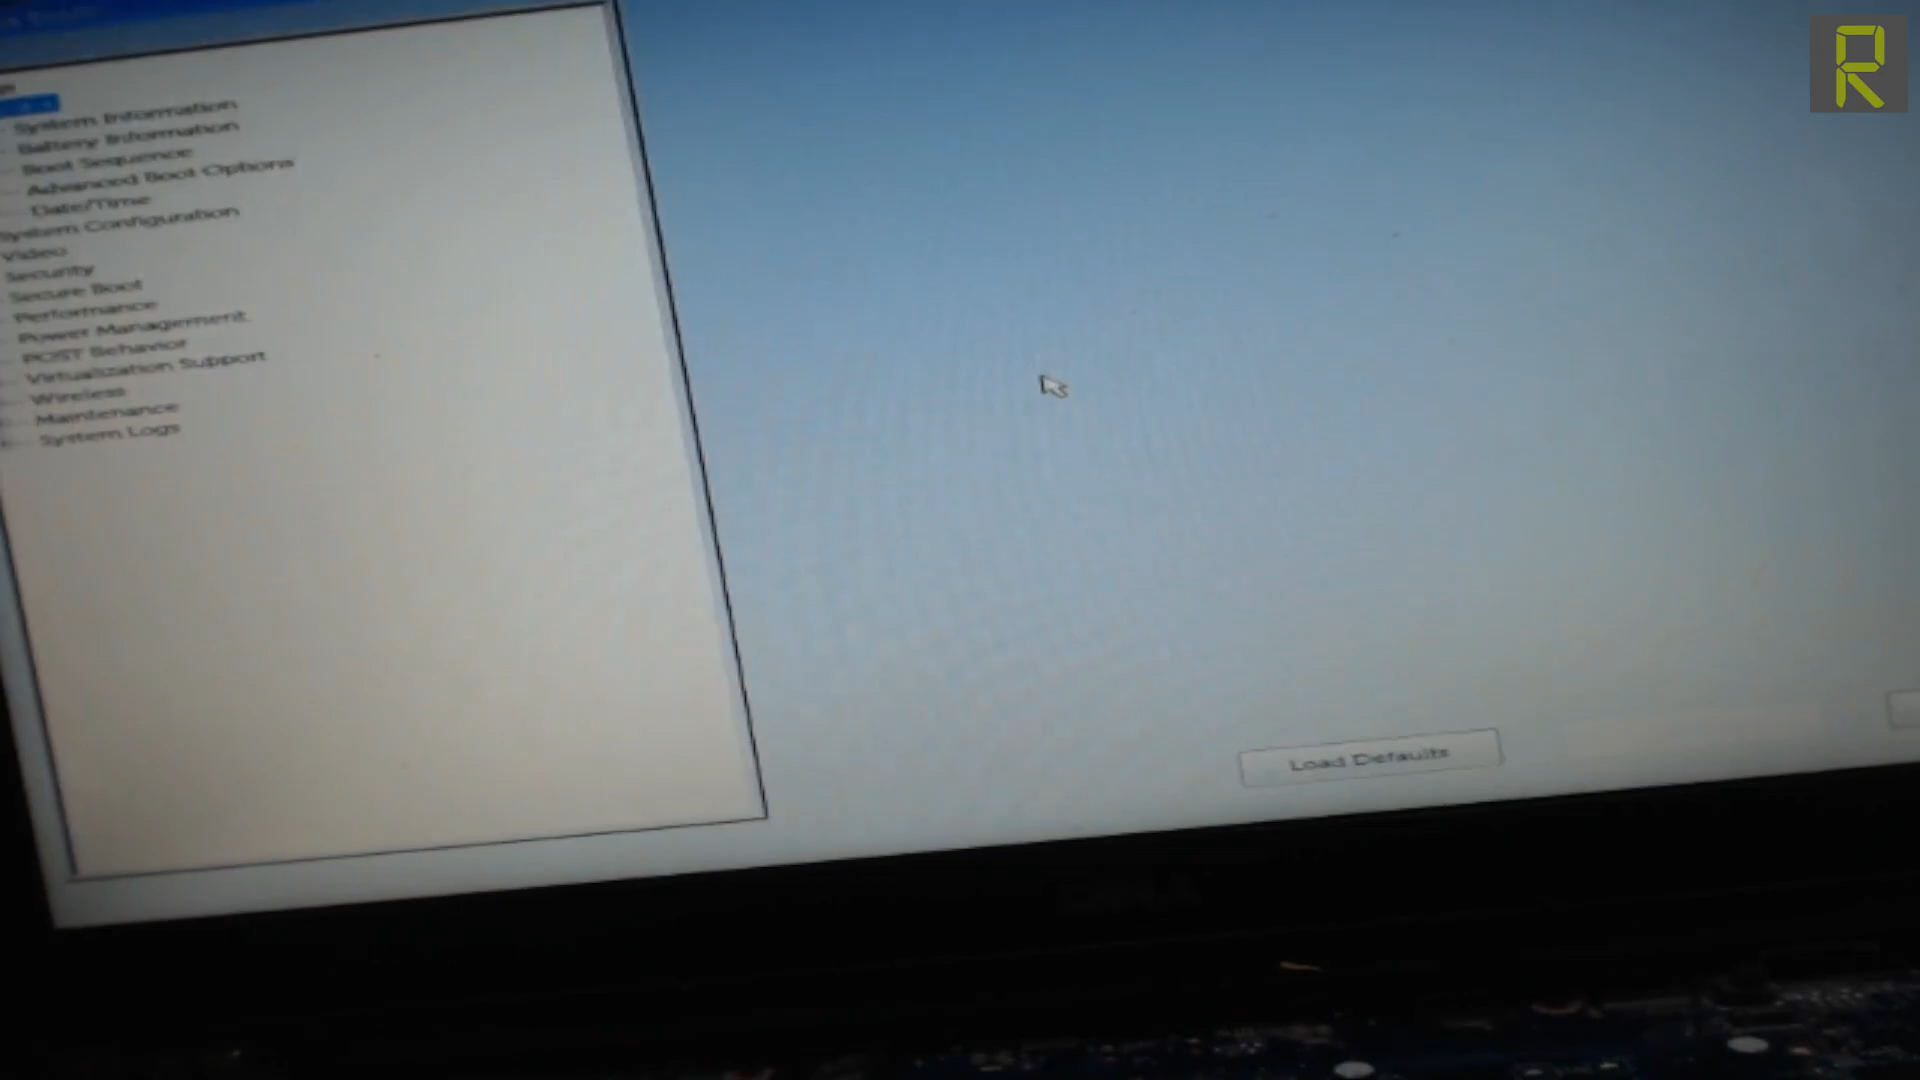 System Information
Battery Information
Boot Sequence
Advanced Boot Options
Date/Time
System Configuration
Video
Security
Secure Boot
Performance
Power Management
POST Behavior
Virtualization Support
Wireless
Maintenance
System Logs
Load Defaults
R